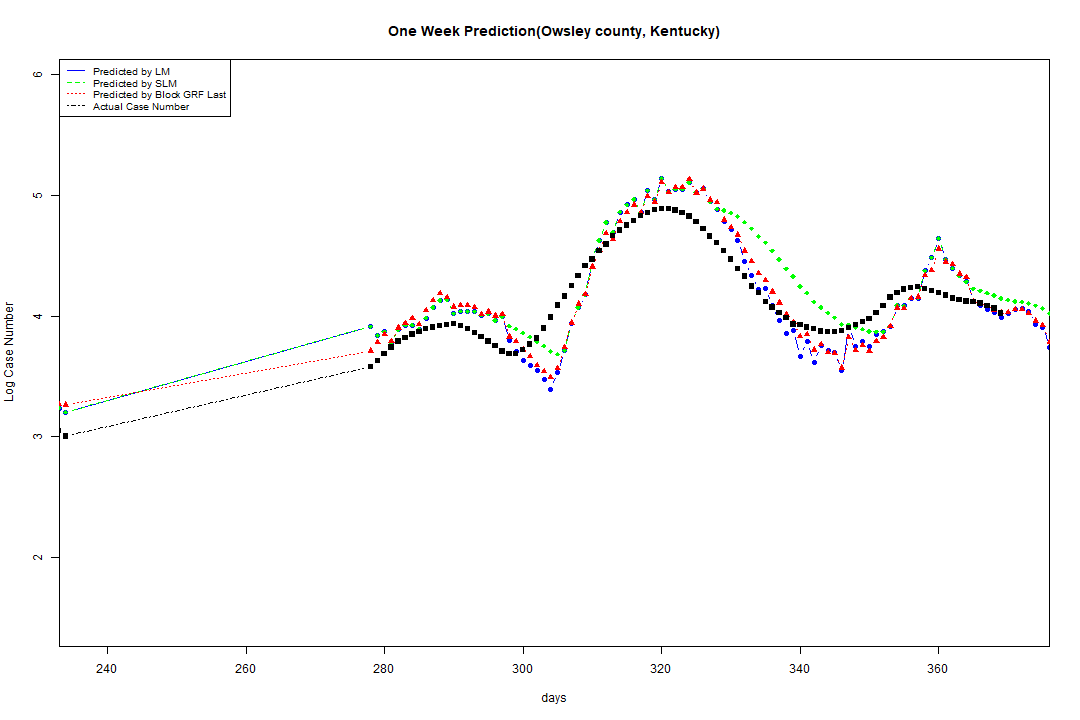 One Week Prediction(Owsley county, Kentucky)
Predicted by LM
Predicted by SLM
Predicted by Block GRF Last
Actual Case Number
Log Case Number
6
5
4
3
2
240 260 280 300 320 340 360
days